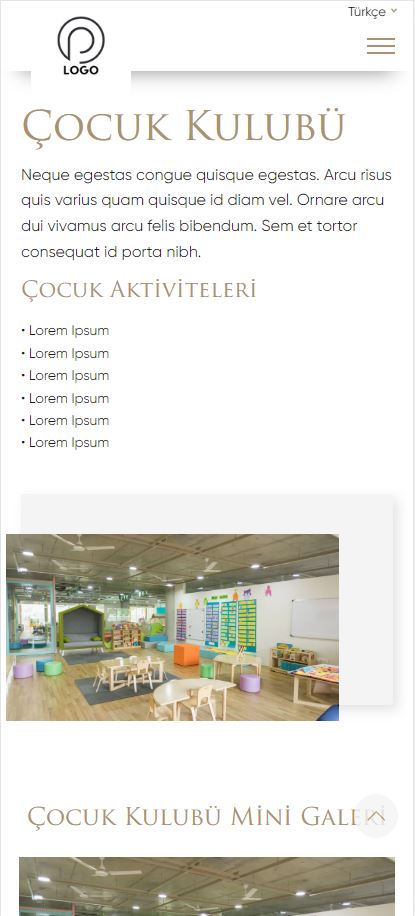 Türkçe
LOGO
Çocuk Kulubü
Neque egestas congue quisque egestas. Arcu risus
quis varius quam quisque id diam vel. Ornare arcu
dui vivamus arcu felis bibendum. Sem et tortor
consequat id porta nibh.
Çocuk Aktiviteleri
• Lorem Ipsum
• Lorem Ipsum
• Lorem Ipsum
• Lorem Ipsum
• Lorem Ipsum
• Lorem Ipsum
Çocuk Kulubü Mini Galeri